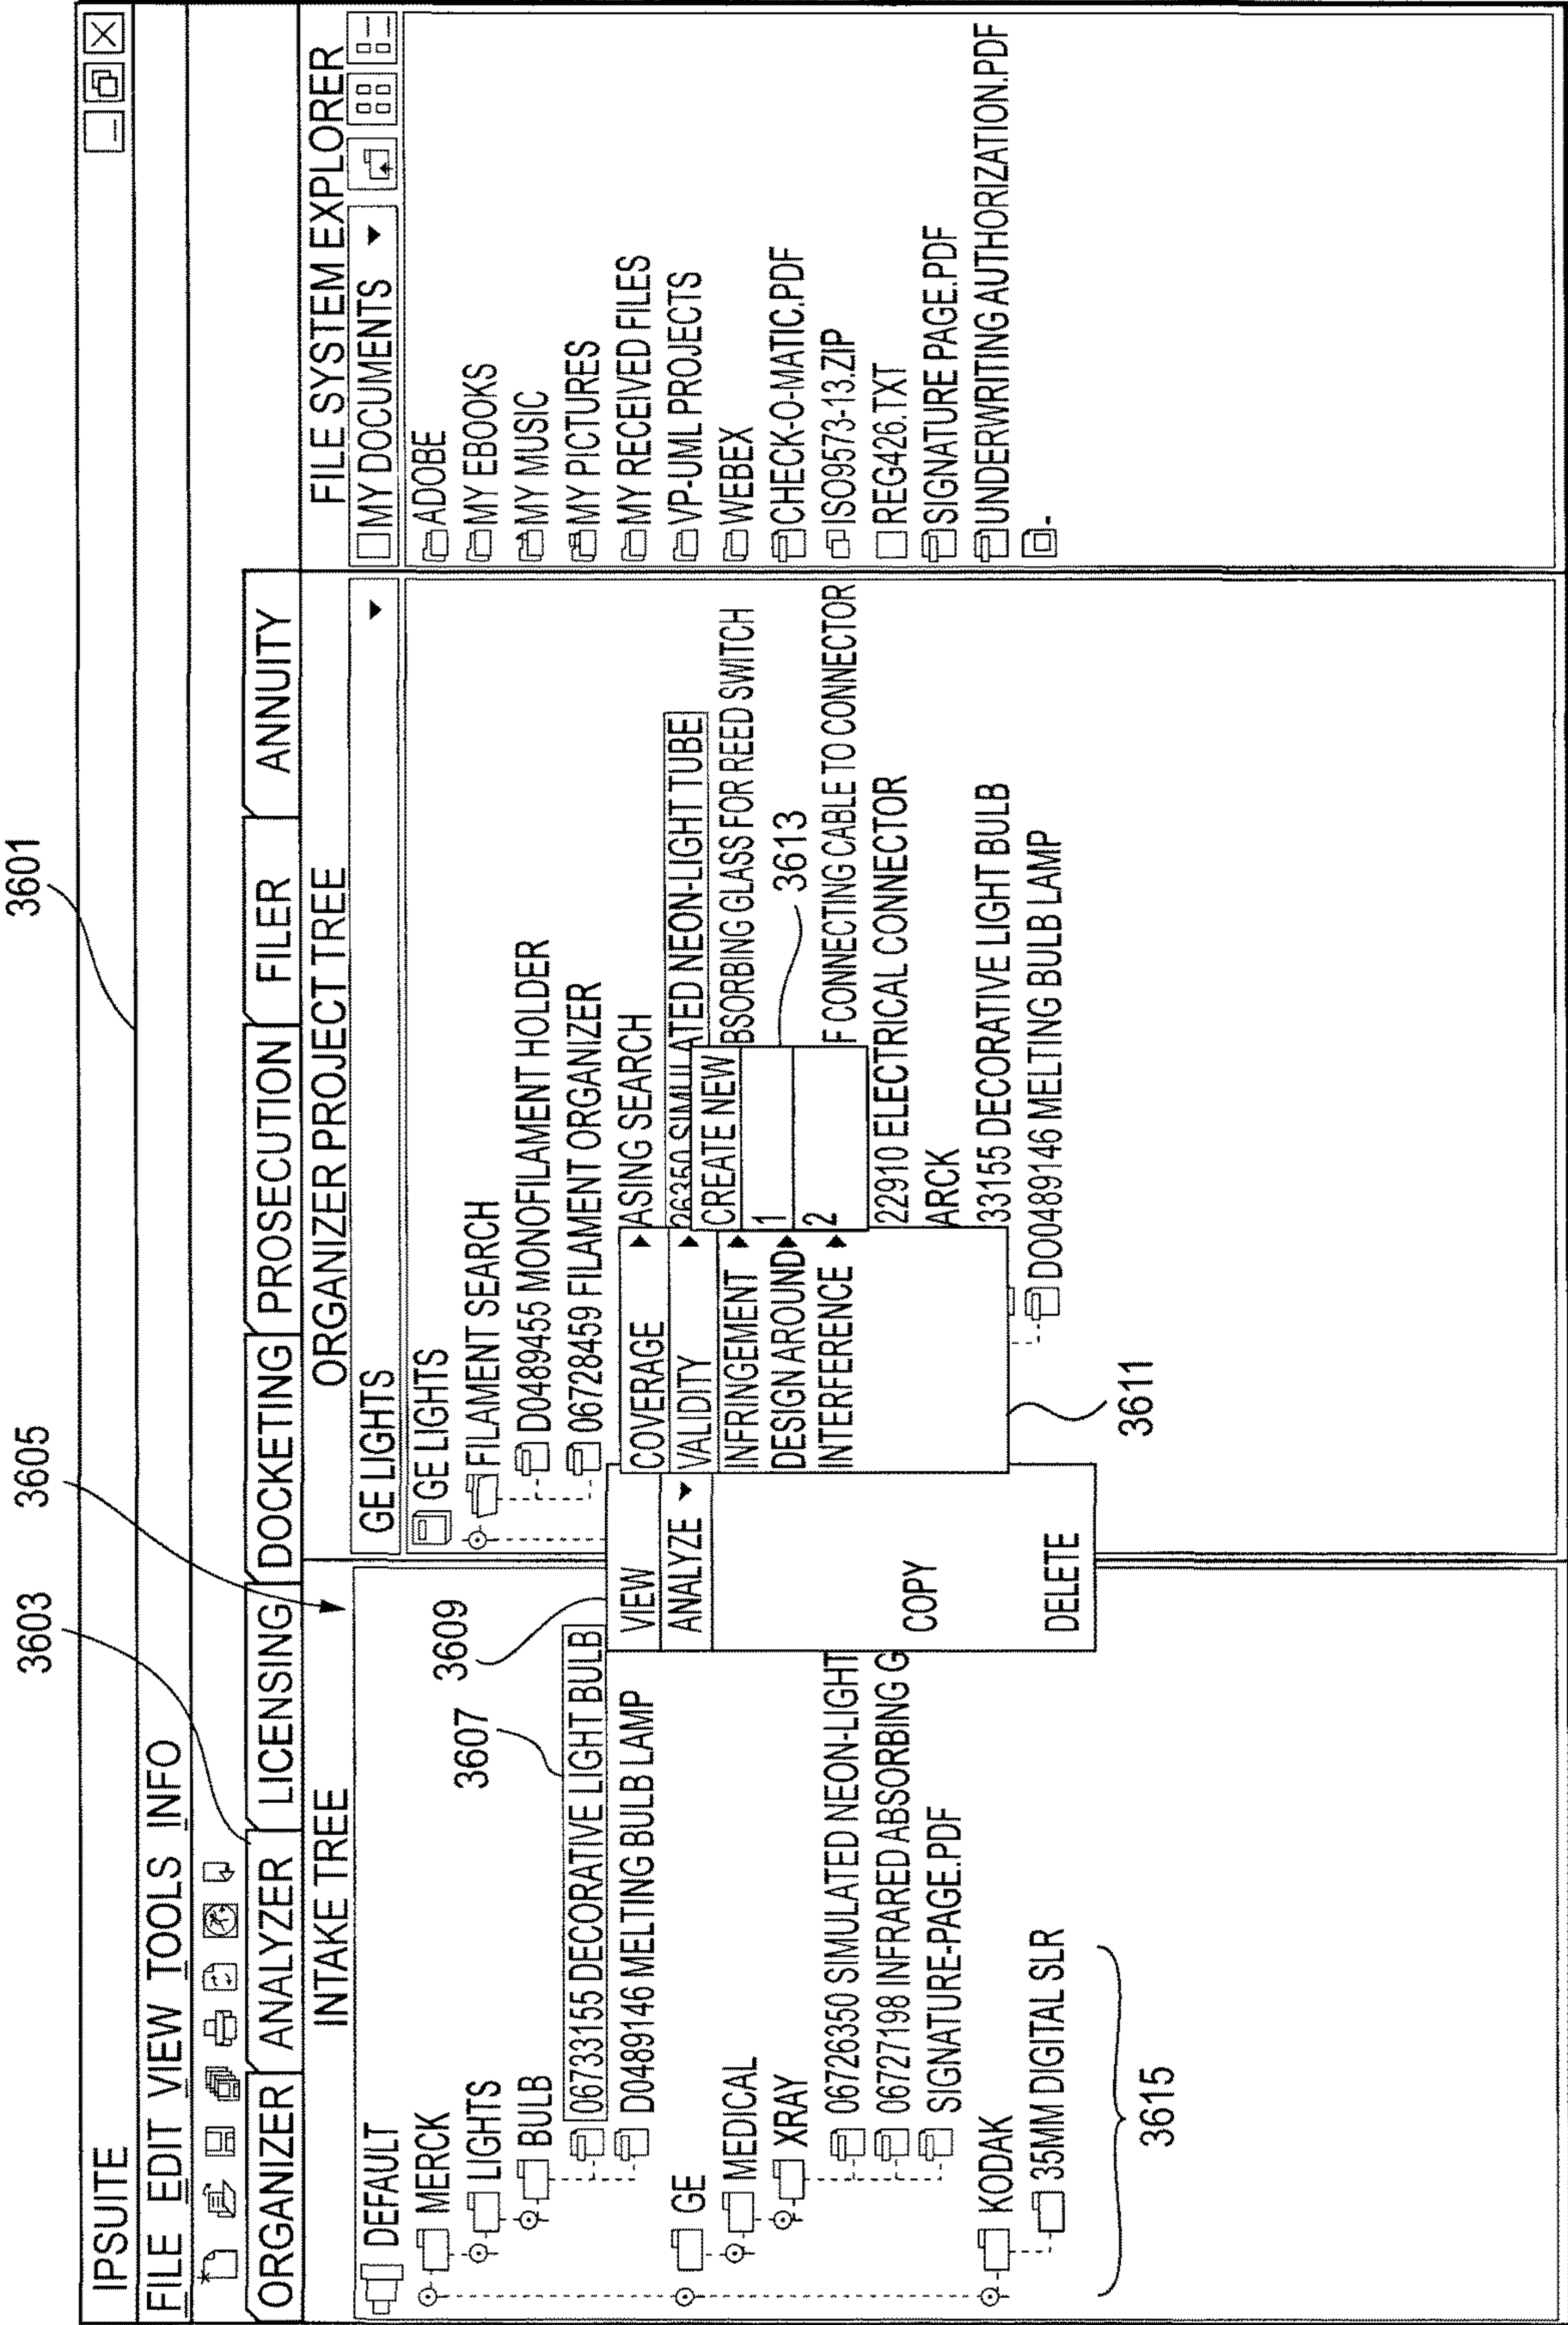 3601
3603
3605
IPSUITE
FILE EDIT VIEW TOOLS INFO
ORGANIZER ANALYZER LICENSING DOCKETING PROSECUTION FILER ANNUITY
INTAKE TREE
DEFAULT
MERCK
LIGHTS
BULB
06733155 DECORATIVE LIGHT BULB
D0489146 MELTING BULB LAMP
GE
MEDICAL
XRAY
06726350 SIMULATED NEON-LIGHT
06727198 INFRARED ABSORBING G
SIGNATURE-PAGE.PDF
KODAK
35MM DIGITAL SLR
3615
3607
3609
VIEW
ANALYZE
COPY
DELETE
COVERAGE
VALIDITY
INFRINGEMENT
DESIGN AROUND
INTERFERENCE
3611
CREATE NEW
1
2
3613
ORGANIZER PROJECT TREE
GE LIGHTS
GE LIGHTS
FILAMENT SEARCH
D0489455 MONOFILAMENT HOLDER
06728459 FILAMENT ORGANIZER
ASING SEARCH
26350 SIMULATED NEON-LIGHT TUBE
BSORBING GLASS FOR REED SWITCH
F CONNECTING CABLE TO CONNECTOR
22910 ELECTRICAL CONNECTOR
ARCK
33155 DECORATIVE LIGHT BULB
DO0489146 MELTING BULB LAMP
FILE SYSTEM EXPLORER
MY DOCUMENTS
ADOBE
MY EBOOKS
MY MUSIC
MY PICTURES
MY RECEIVED FILES
VP-UML PROJECTS
WEBEX
CHECK-O-MATIC.PDF
ISO9573-13.ZIP
REG426.TXT
SIGNATURE PAGE.PDF
UNDERWRITING AUTHORIZATION.PDF